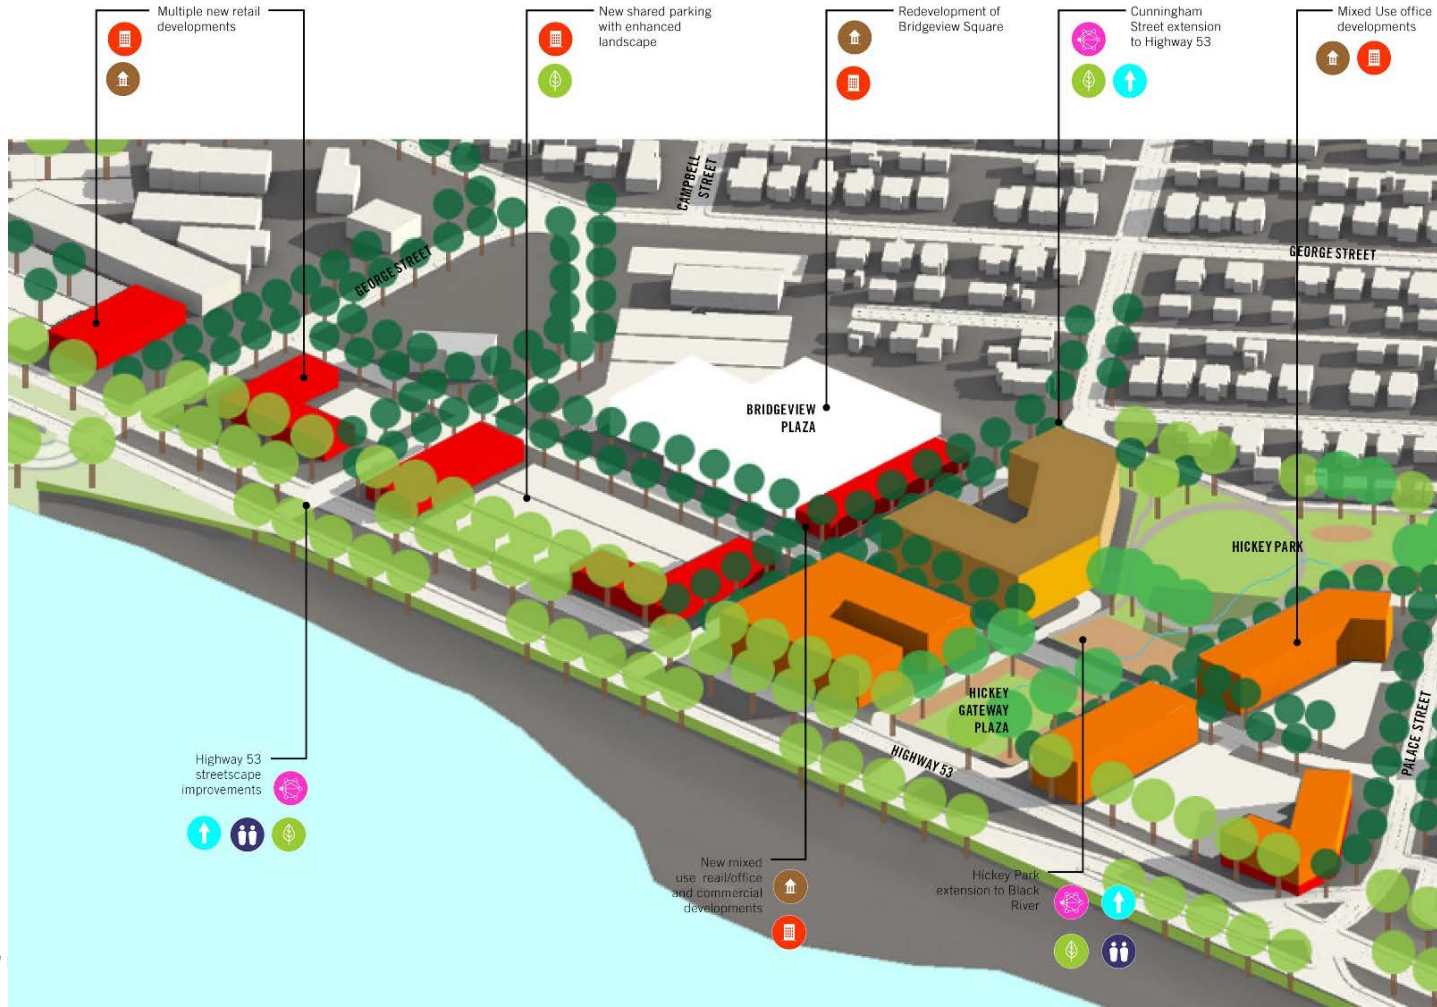 Multiple new retail
developments
New shared parking
with enhanced
landscape
Redevelopment of
Bridgeview Square
Cunningham
Street extension
to Highway 53
Mixed Use office
developments
CAMPBELL
STREET
GEORGE STREET
GEORGE STREET
BRIDGEVIEW
PLAZA
HICKEY PARK
HICKEY
GATEWAY
PLAZA
PALACE STREET
HIGHWAY 53
Highway 53
streetscape
improvements
New mixed
use reail/office
and commercial
developments
Hickey Park
extension to Black
River